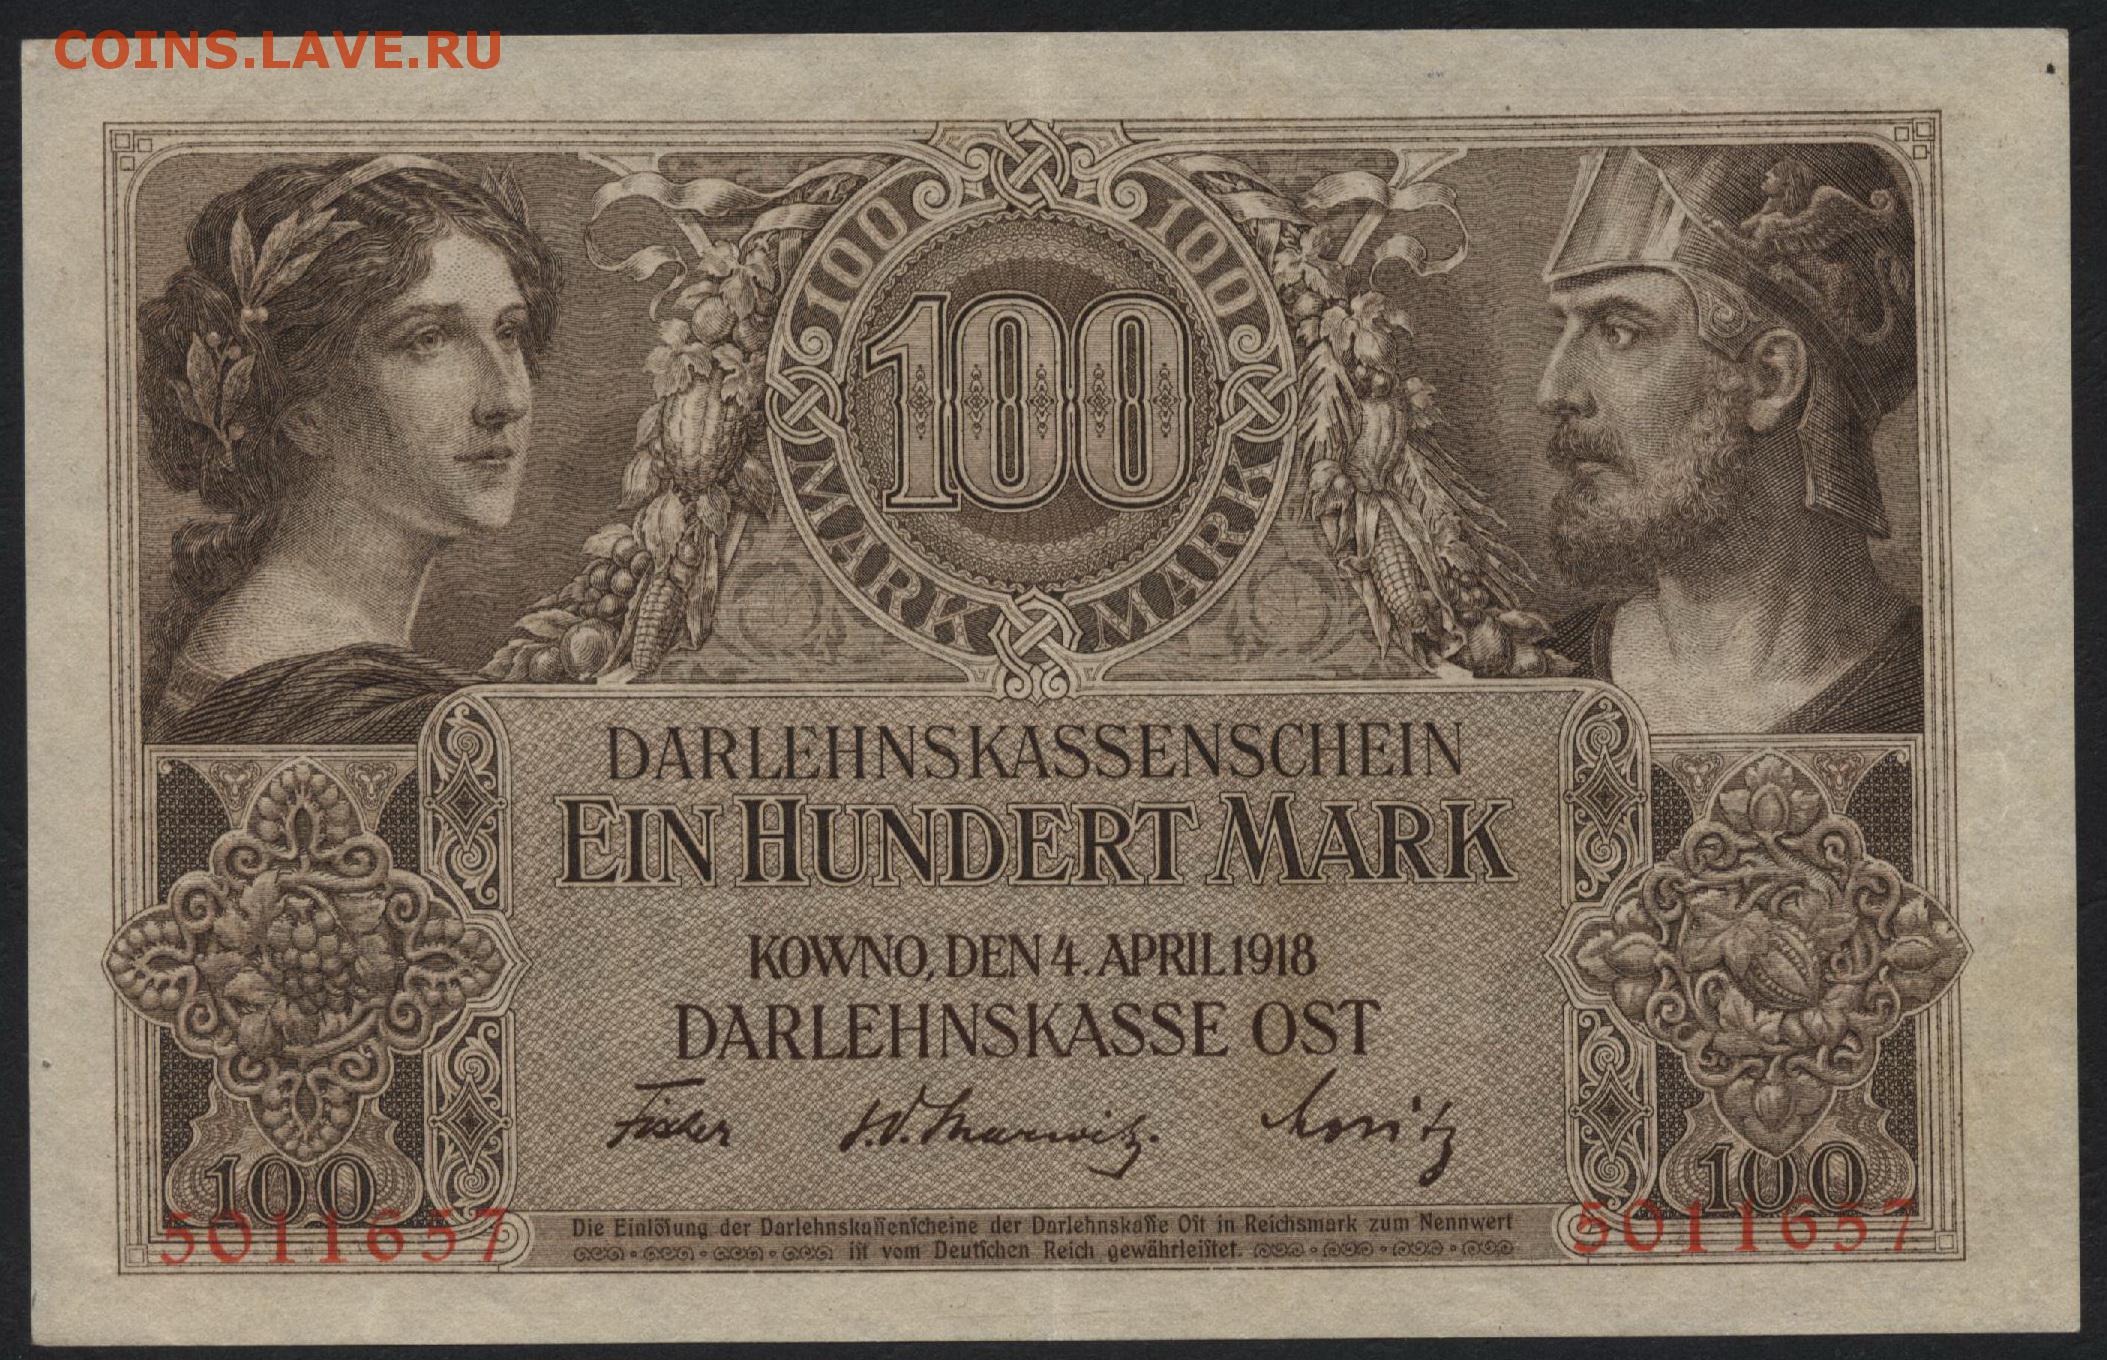 COINS.LAVE.RU
100 100
100
MARK MARK
DARLEHNSKASSENSCHEIN
EIN HUNDERT MARK
KOWNO, DEN 4. APRIL 1918
DARLEHNSKASSE OST
Fischer
Marwitz.
100 100
5011657 5011657
Die Einlöſung der Darlehnskaſſenſcheine der Darlehnskaſſe Oſt in Reichsmark zum Nennwert
iſt vom Deutſchen Reich gewährleiſtet.